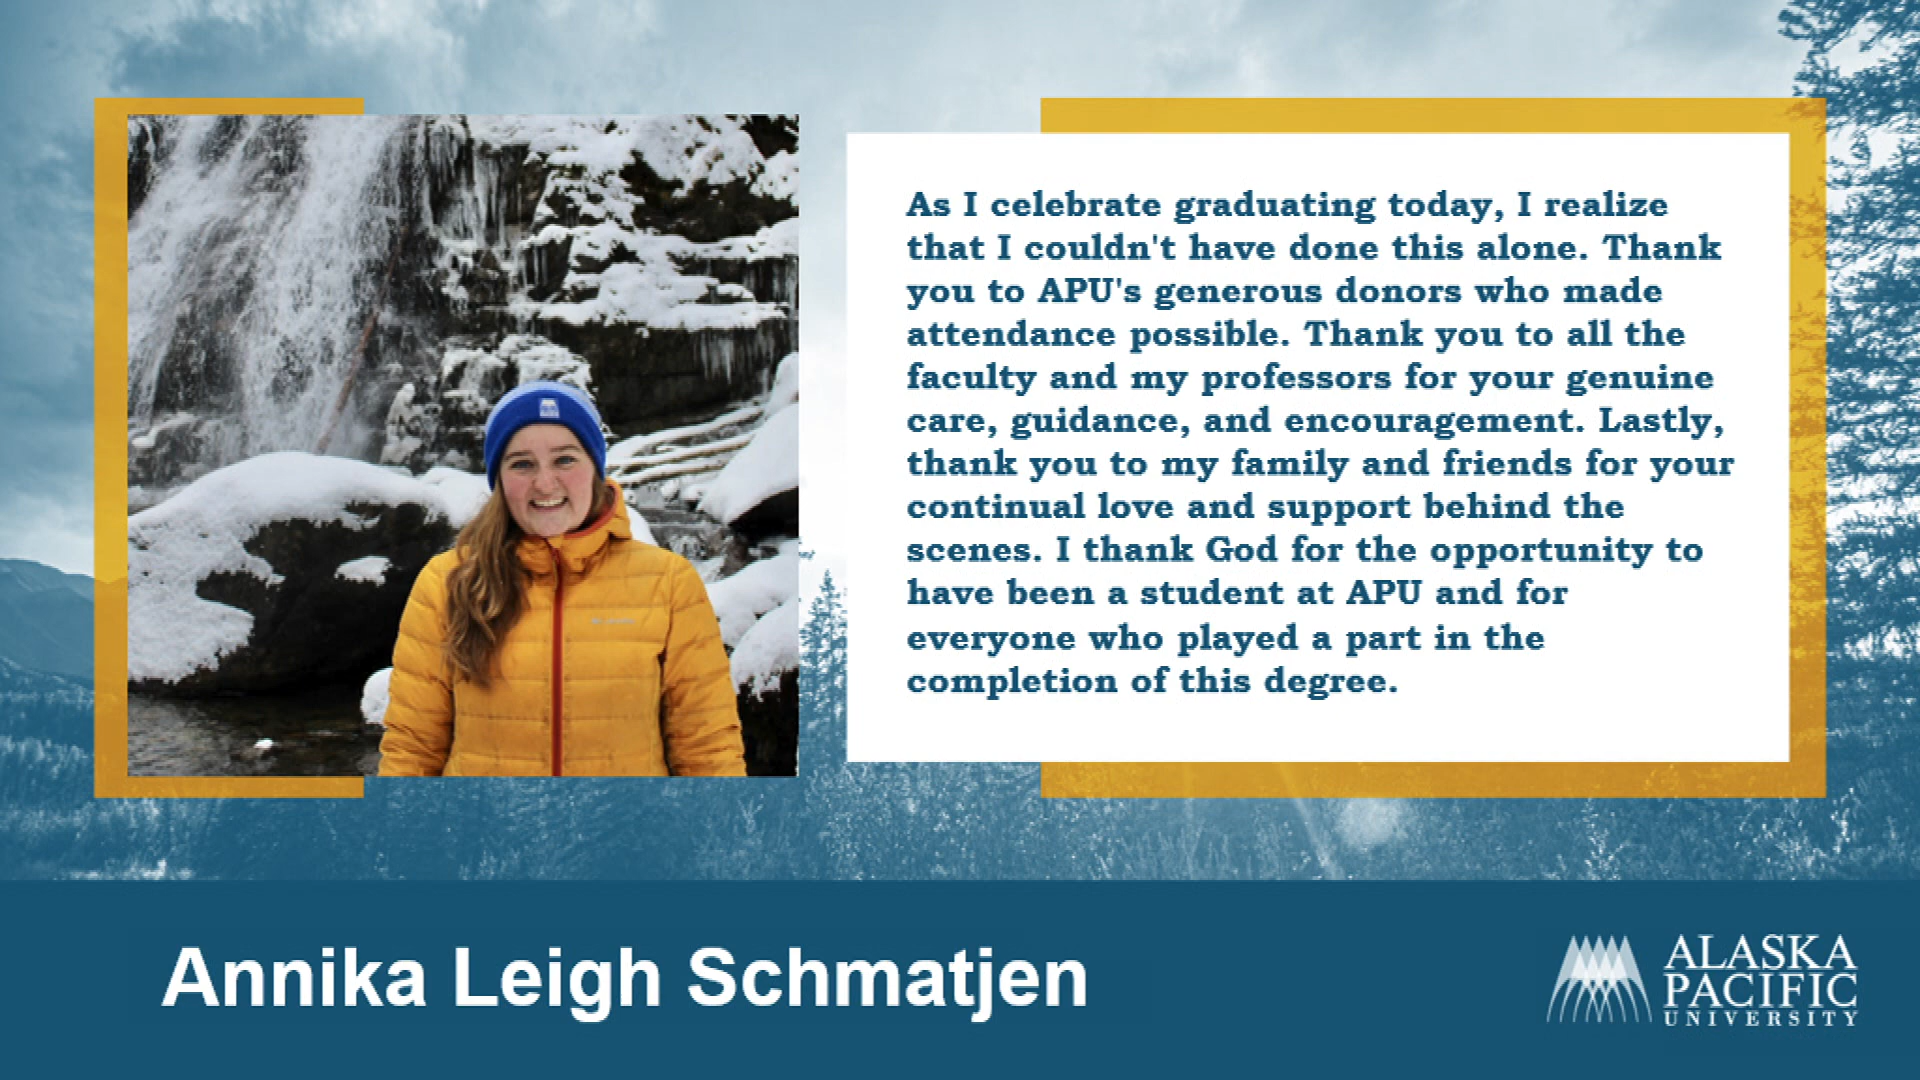 As I celebrate graduating today, I realize
that I couldn't have done this alone. Thank
you to APU's generous donors who made
attendance possible. Thank you to all the
faculty and my professors for your genuine
care, guidance, and encouragement. Lastly,
thank you to my family and friends for your
continual love and support behind the
scenes. I thank God for the opportunity to
have been a student at APU and for
everyone who played a part in the
completion of this degree.
Annika Leigh Schmatjen
ALASKA
PACIFIC
UNIVERSITY